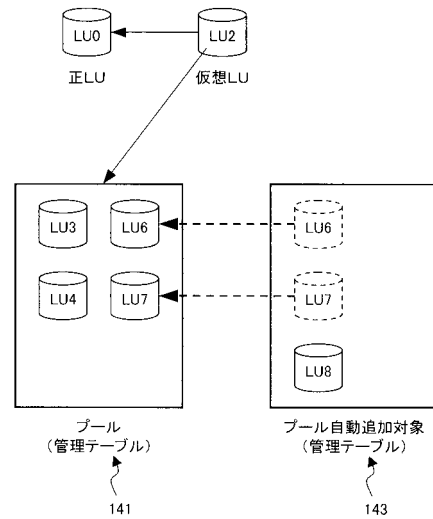 LU0
LU2
正LU
仮想LU
LU3
LU6
LU6
LU4
LU7
LU7
LU8
プール
(管理テーブル)
プール自動追加対象
(管理テーブル)
141
143